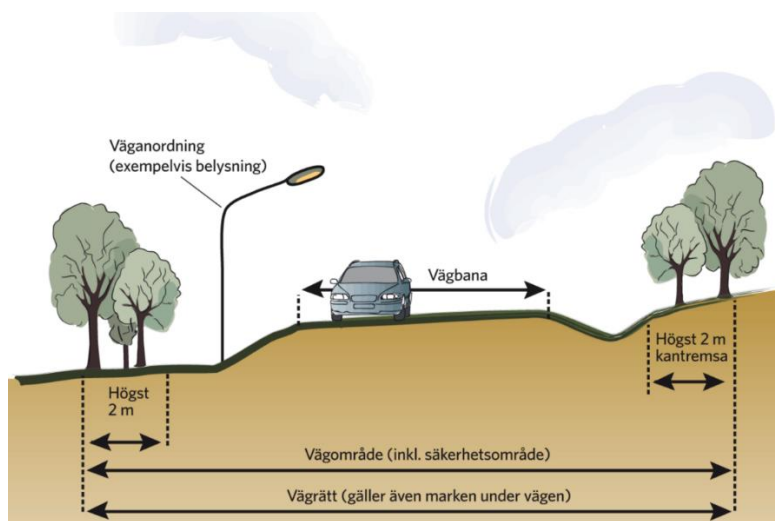 Väganordning
(exempelvis belysning)
Vägbana
Högst
2 m
Högst 2 m
kantremsa
Vägområde (inkl. säkerhetsområde)
Vägrätt (gäller även marken under vägen)